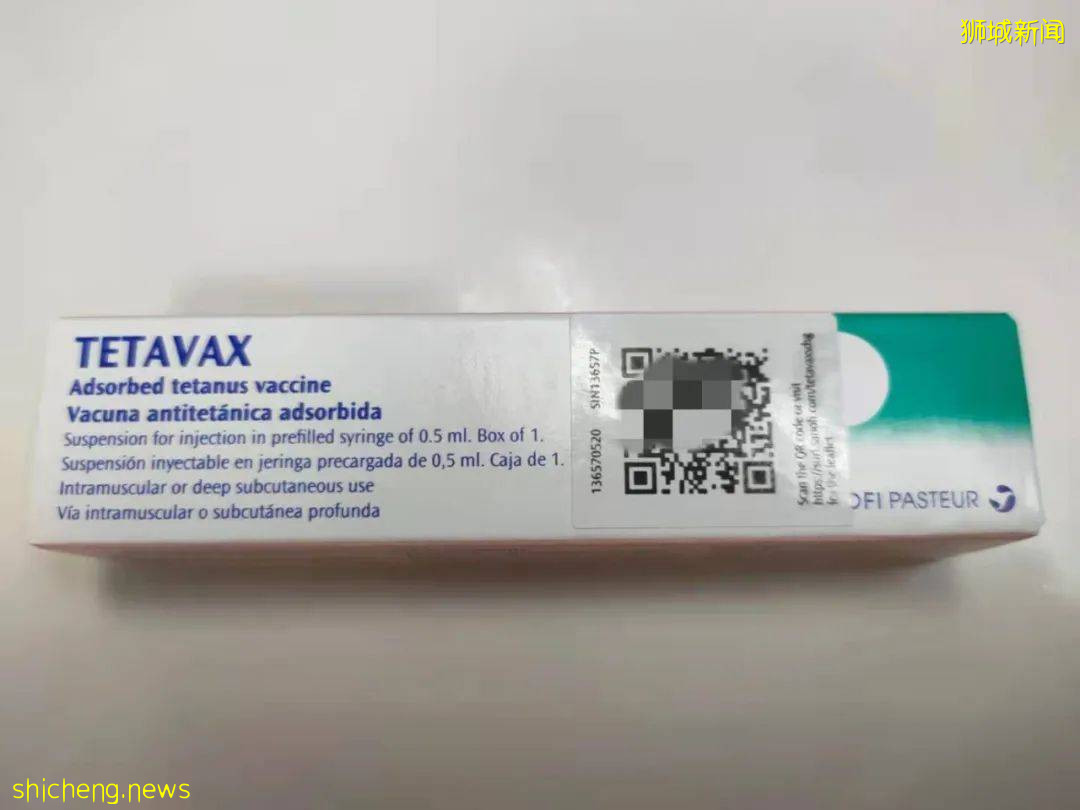 狮城新闻
TETAVAX
Adsorbed tetanus vaccine
Vacuna antitetánica adsorbida
Suspension for injection in prefilled syringe of 0.5 ml. Box of 1.
Suspensión inyectable en jeringa precargada de 0,5 ml. Caja de 1.
Intramuscular or deep subcutaneous use
Vía intramuscular o subcutánea profunda
136570520 SIN13657P
Scan the QR code or visit
for the leaflet
OFI PASTEUR
shicheng.news